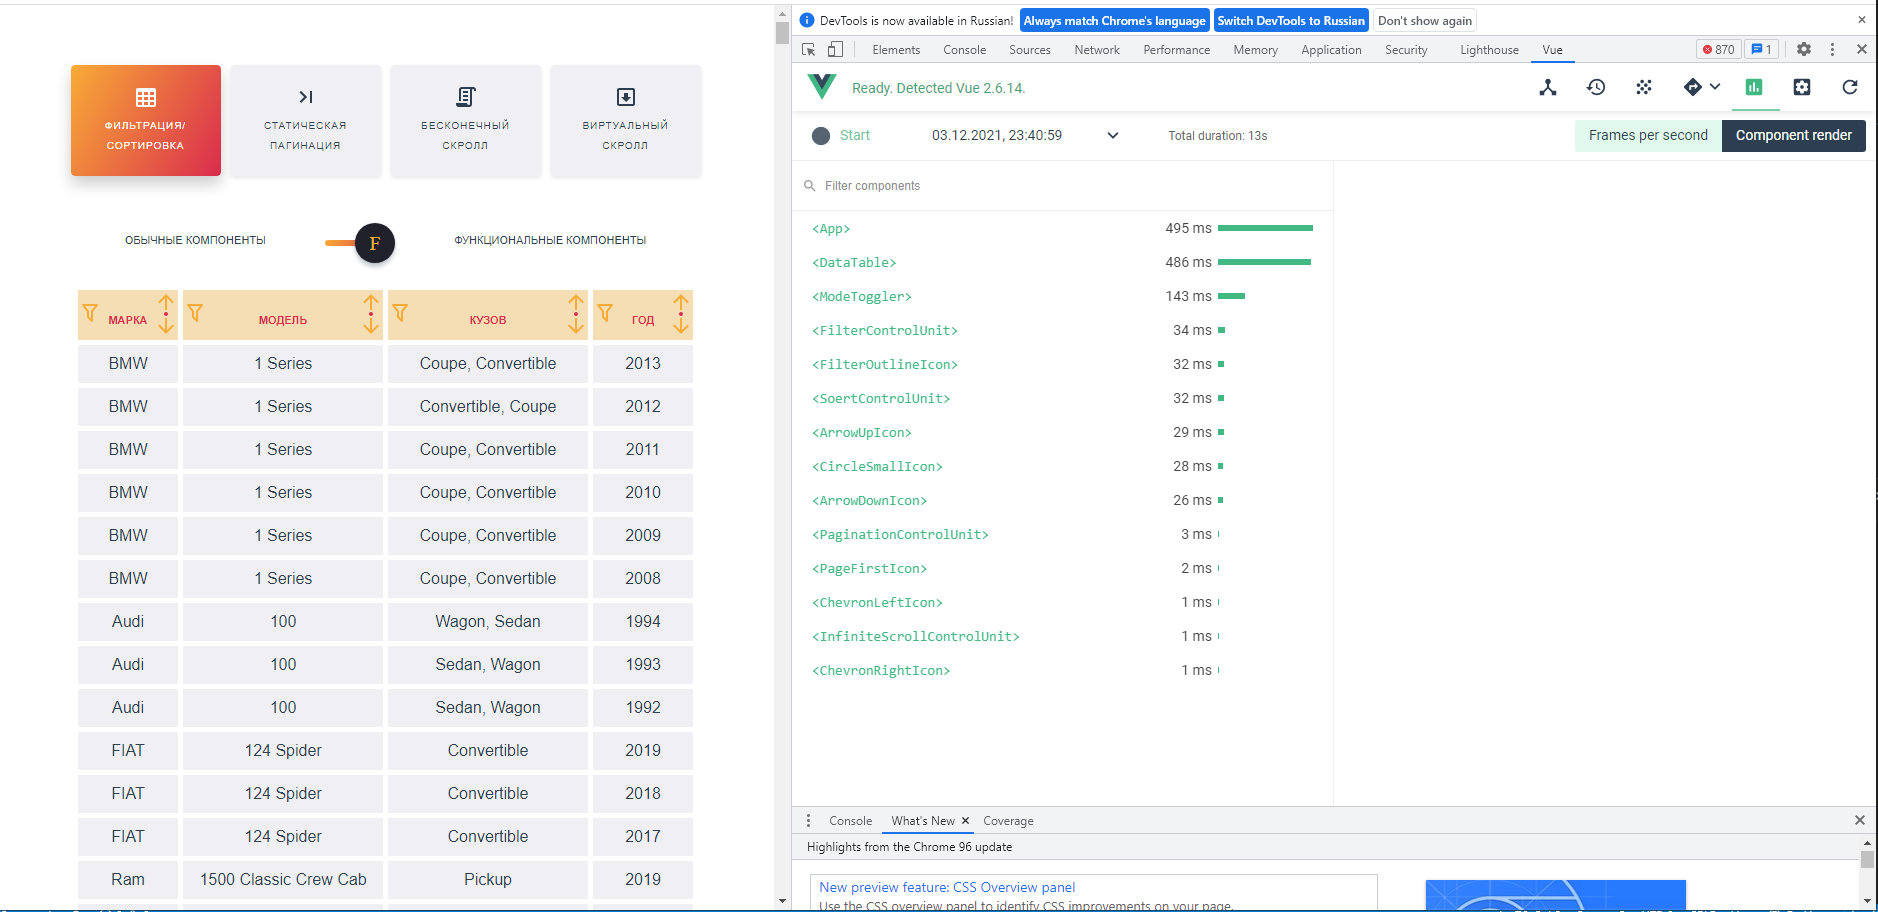 ФИЛЬТРАЦИЯ/
СОРТИРОВКА
СТАТИЧЕСКАЯ
ПАГИНАЦИЯ
БЕСКОНЕЧНЫЙ
СКРОЛЛ
ВИРТУАЛЬНЫЙ
СКРОЛЛ
ОБЫЧНЫЕ КОМПОНЕНТЫ
F
ФУНКЦИОНАЛЬНЫЕ КОМПОНЕНТЫ
МАРКА МОДЕЛЬ КУЗОВ ГОД
BMW 1 Series Coupe, Convertible 2013
BMW 1 Series Convertible, Coupe 2012
BMW 1 Series Coupe, Convertible 2011
BMW 1 Series Coupe, Convertible 2010
BMW 1 Series Coupe, Convertible 2009
BMW 1 Series Coupe, Convertible 2008
Audi 100 Wagon, Sedan 1994
Audi 100 Sedan, Wagon 1993
Audi 100 Sedan, Wagon 1992
FIAT 124 Spider Convertible 2019
FIAT 124 Spider Convertible 2018
FIAT 124 Spider Convertible 2017
Ram 1500 Classic Crew Cab Pickup 2019
DevTools is now available in Russian! Always match Chrome's language Switch DevTools to Russian Don't show again
Elements Console Sources Network Performance Memory Application Security Lighthouse Vue 870 1
Ready. Detected Vue 2.6.14.
Start 03.12.2021, 23:40:59 Total duration: 13s Frames per second Component render
Filter components
<App> 495 ms
<DataTable> 486 ms
<ModeToggler> 143 ms
<FilterControlUnit> 34 ms
<FilterOutlineIcon> 32 ms
<SoertControlUnit> 32 ms
<ArrowUpIcon> 29 ms
<CircleSmallIcon> 28 ms
<ArrowDownIcon> 26 ms
<PaginationControlUnit> 3 ms
<PageFirstIcon> 2 ms
<ChevronLeftIcon> 1 ms
<InfiniteScrollControlUnit> 1 ms
<ChevronRightIcon> 1 ms
Console What's New Coverage
Highlights from the Chrome 96 update
New preview feature: CSS Overview panel
Use the CSS overview panel to identify CSS improvements on your page.